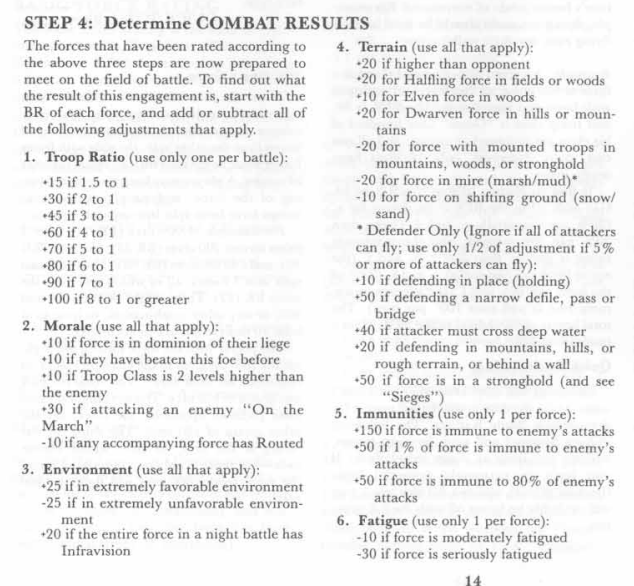 STEP 4: Determine COMBAT RESULTS
The forces that have been rated according to
the above three steps are now prepared to
meet on the field of battle. To find out what
the result of this engagement is, start with the
BR of each force, and add or subtract all of
the following adjustments that apply.
1. Troop Ratio (use only one per battle):
+15 if 1.5 to 1
+30 if 2 to 1
+45 if 3 to 1
+60 if 4 to 1
+70 if 5 to 1
+80 if 6 to 1
+90 if 7 to 1
+100 if 8 to 1 or greater
2. Morale (use all that apply):
+10 if force is in dominion of their liege
+10 if they have beaten this foe before
+10 if Troop Class is 2 levels higher than
the enemy
+30 if attacking an enemy "On the
March"
-10 if any accompanying force has Routed
3. Environment (use all that apply):
+25 if in extremely favorable environment
-25 if in extremely unfavorable environ-
ment
+20 if the entire force in a night battle has
Infravision
4. Terrain (use all that apply):
+20 if higher than opponent
+20 for Halfling force in fields or woods
+10 for Elven force in woods
+20 for Dwarven force in hills or moun-
tains
-20 for force with mounted troops in
mountains, woods, or stronghold
-20 for force in mire (marsh/mud)*
-10 for force on shifting ground (snow/
sand)
* Defender Only (Ignore if all of attackers
can fly; use only 1/2 of adjustment if 5%
or more of attackers can fly):
+10 if defending in place (holding)
+50 if defending a narrow defile, pass or
bridge
+40 if attacker must cross deep water
+20 if defending in mountains, hills, or
rough terrain, or behind a wall
+50 if force is in a stronghold (and see
"Sieges")
5. Immunities (use only 1 per force):
+150 if force is immune to enemy's attacks
+50 if 1% of force is immune to enemy's
attacks
+50 if force is immune to 80% of enemy's
attacks
6. Fatigue (use only 1 per force):
-10 if force is moderately fatigued
-30 if force is seriously fatigued
14